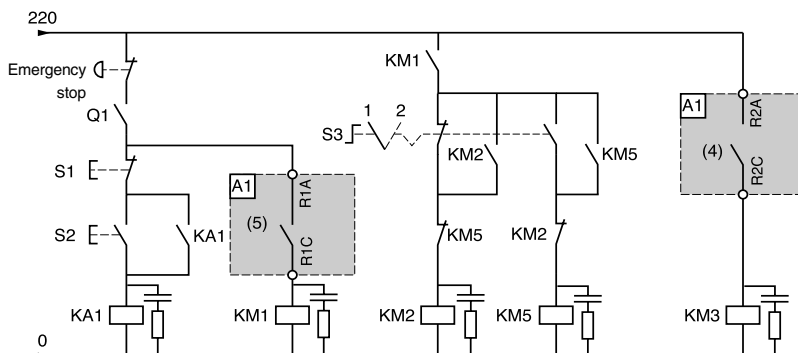 220
Emergency
stop
KM1
Q1
1
2
S3
A1
R2A
(4)
R2C
S1
KM2
KM5
A1
R1A
(5)
R1C
S2
KA1
KM5
KM2
KA1
KM1
KM2
KM5
KM3
0